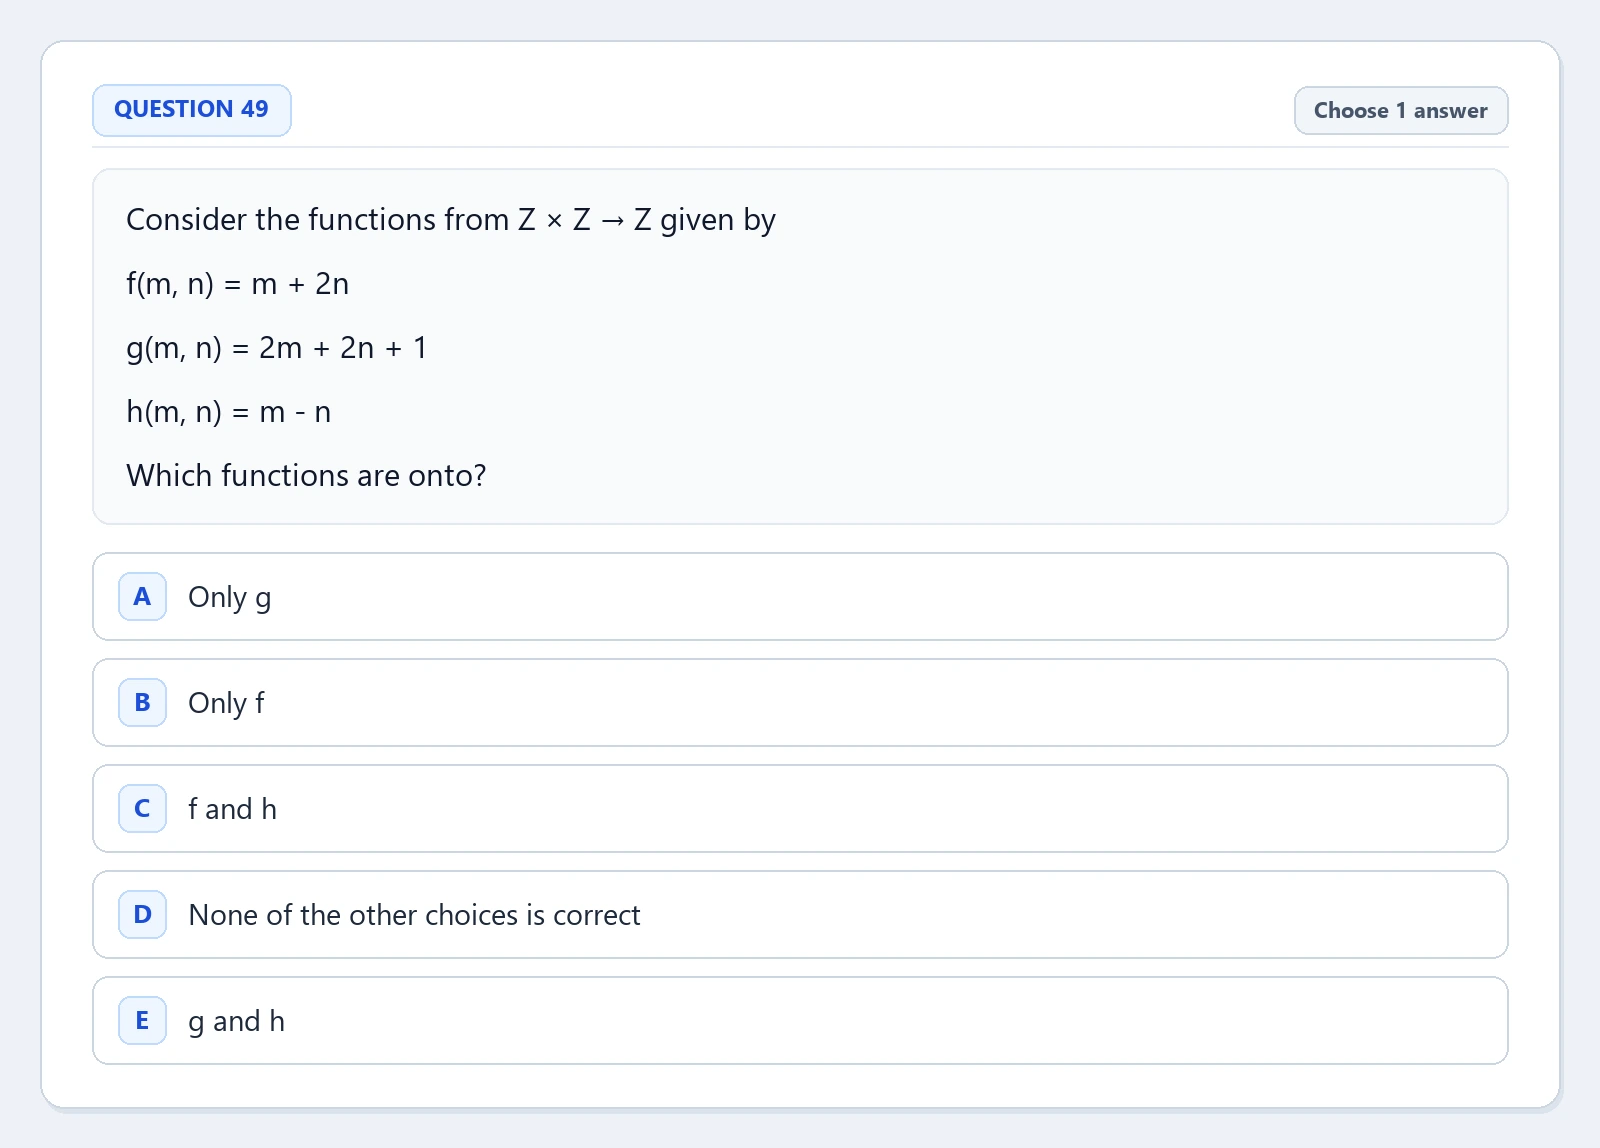 QUESTION 49
Choose 1 answer
Consider the functions from Z × Z → Z given by
f(m, n) = m + 2n
g(m, n) = 2m + 2n + 1
h(m, n) = m - n
Which functions are onto?
A Only g
B Only f
C f and h
D None of the other choices is correct
E g and h